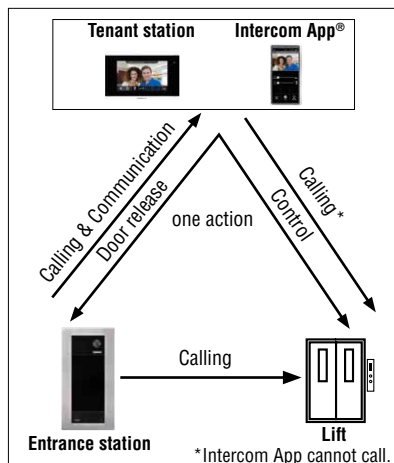 Tenant station
Intercom App®
Calling & Communication
Door release
one action
Control
Calling *
Calling
Entrance station
Lift
*Intercom App cannot call.